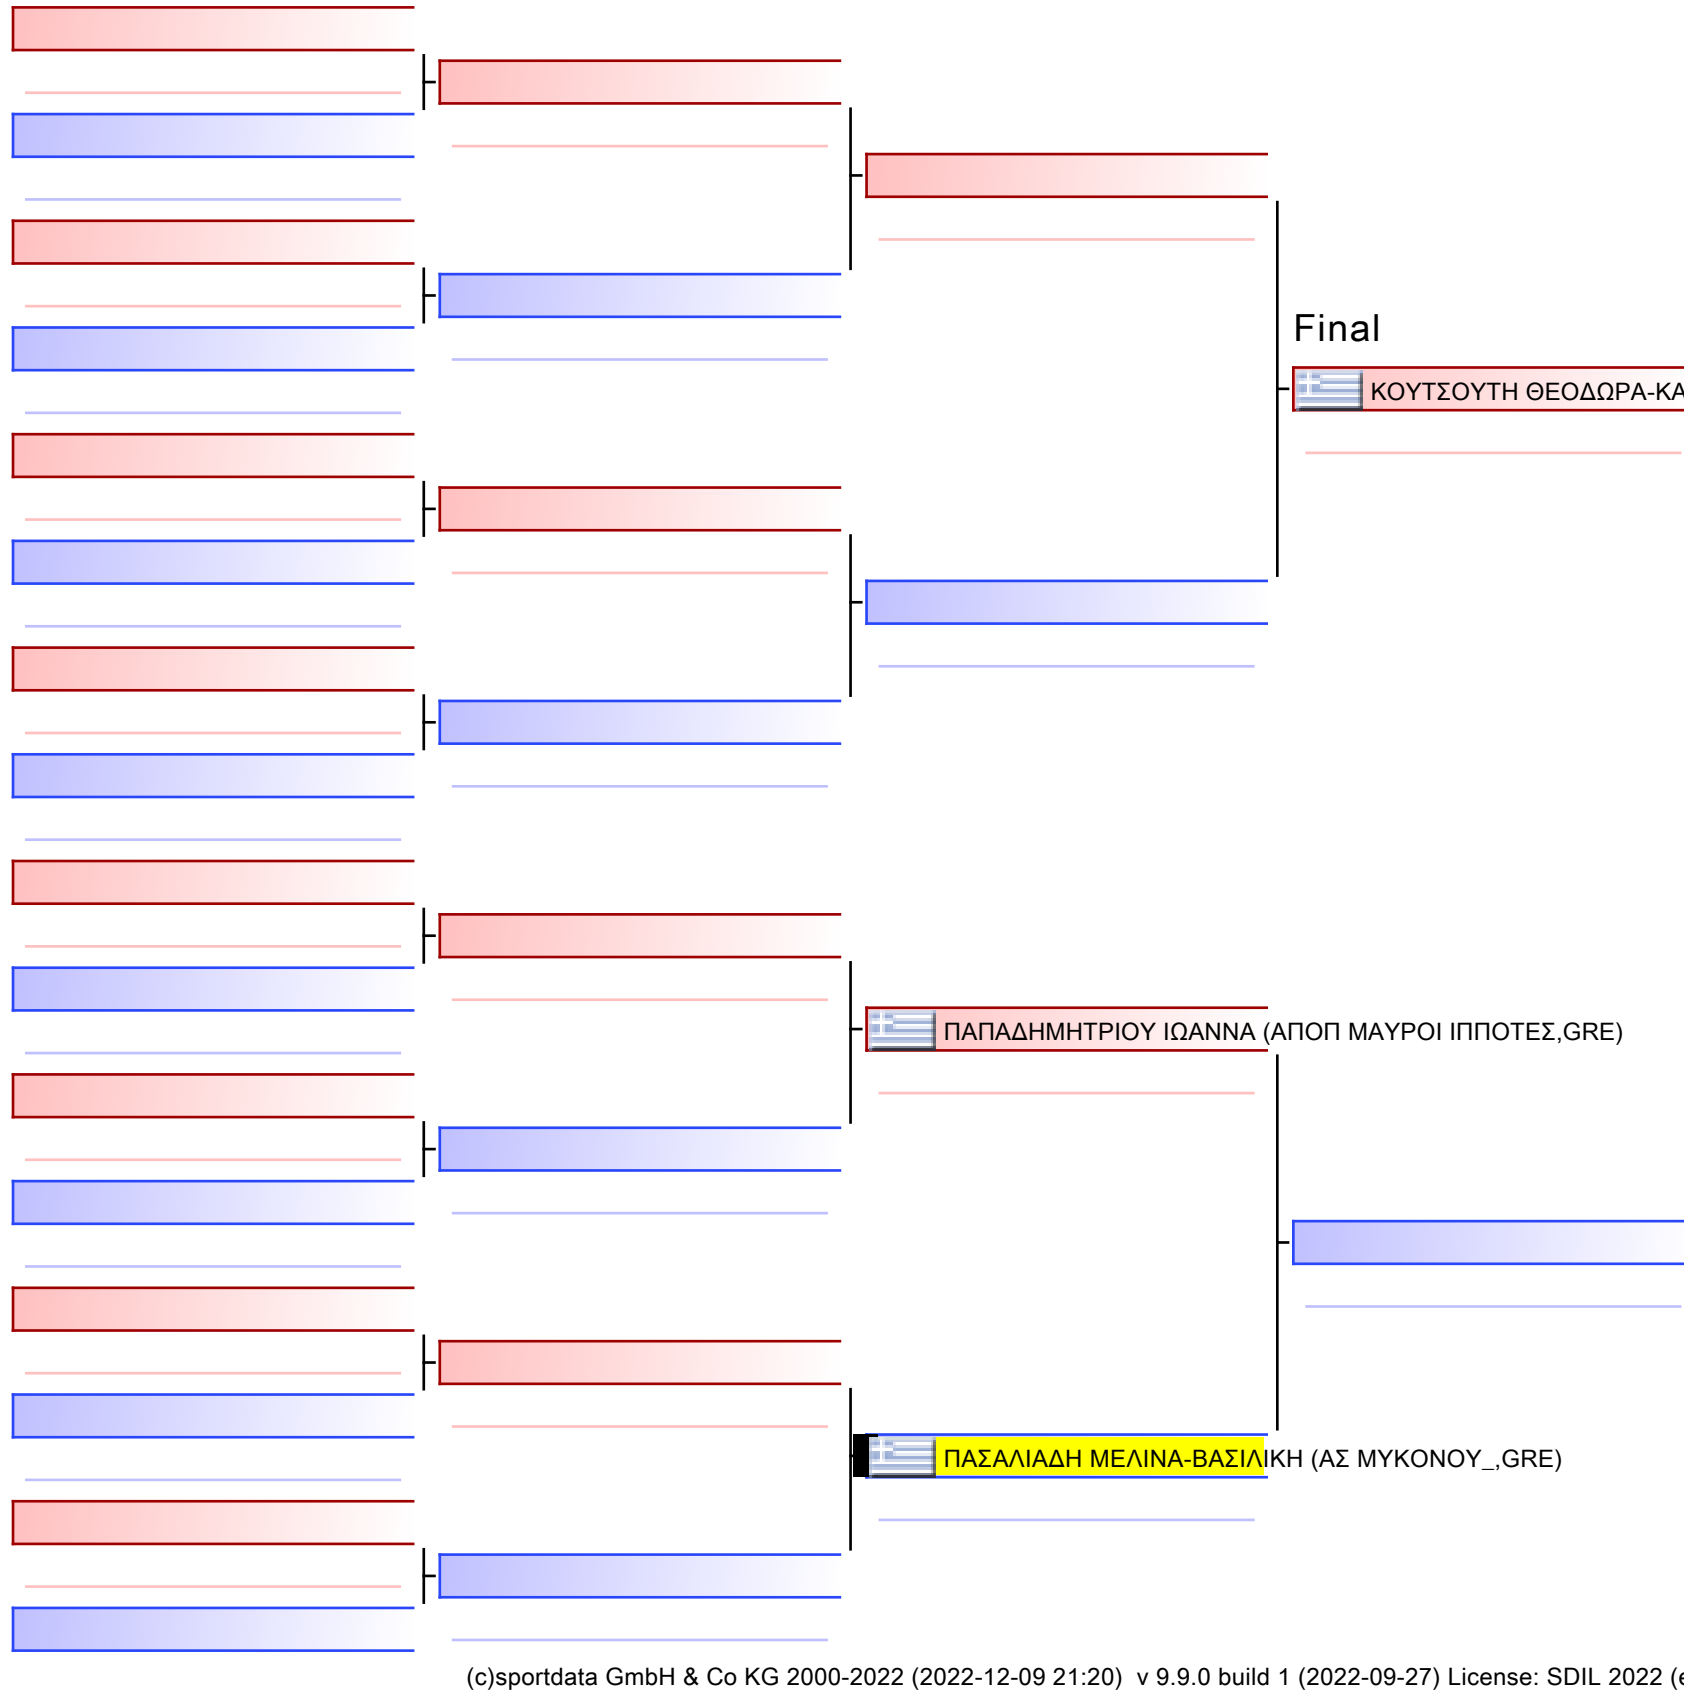 Final
ΚΟΥΤΣΟΥΤΗ ΘΕΟΔΩΡΑ-ΚΑ
ΠΑΠΑΔΗΜΗΤΡΙΟΥ ΙΩΑΝΝΑ (ΑΠΟΠ ΜΑΥΡΟΙ ΙΠΠΟΤΕΣ,GRE)
ΠΑΣΑΛΙΑΔΗ ΜΕΛΙΝΑ-ΒΑΣΙΛΙΚΗ (ΑΣ ΜΥΚΟΝΟΥ_,GRE)
(c)sportdata GmbH & Co KG 2000-2022 (2022-12-09 21:20) v 9.9.0 build 1 (2022-09-27) License: SDIL 2022 (e